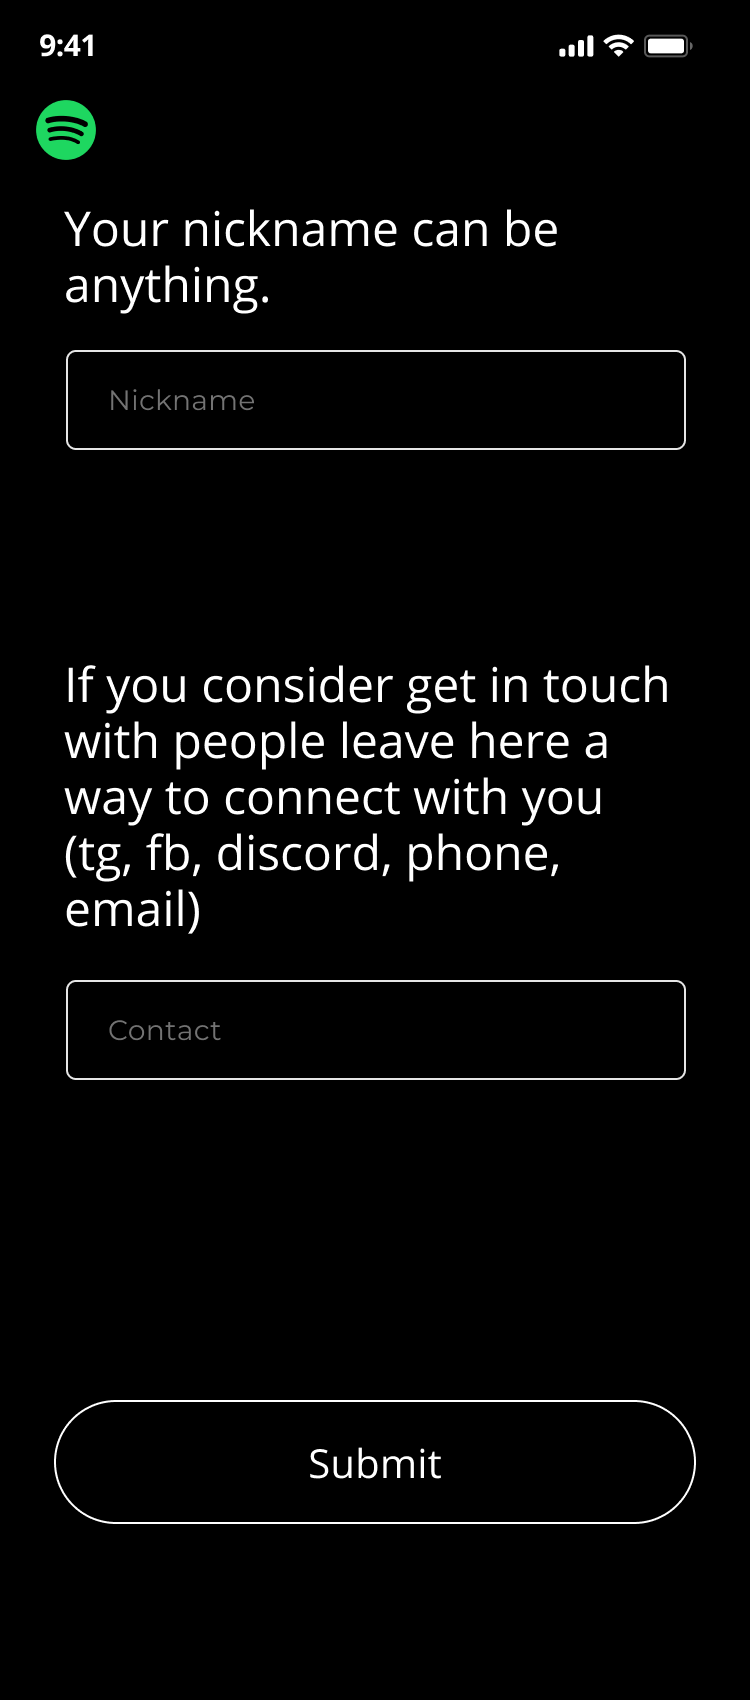 9:41
Your nickname can be
anything.
Nickname
If you consider get in touch
with people leave here a
way to connect with you
(tg, fb, discord, phone,
email)
Contact
Submit